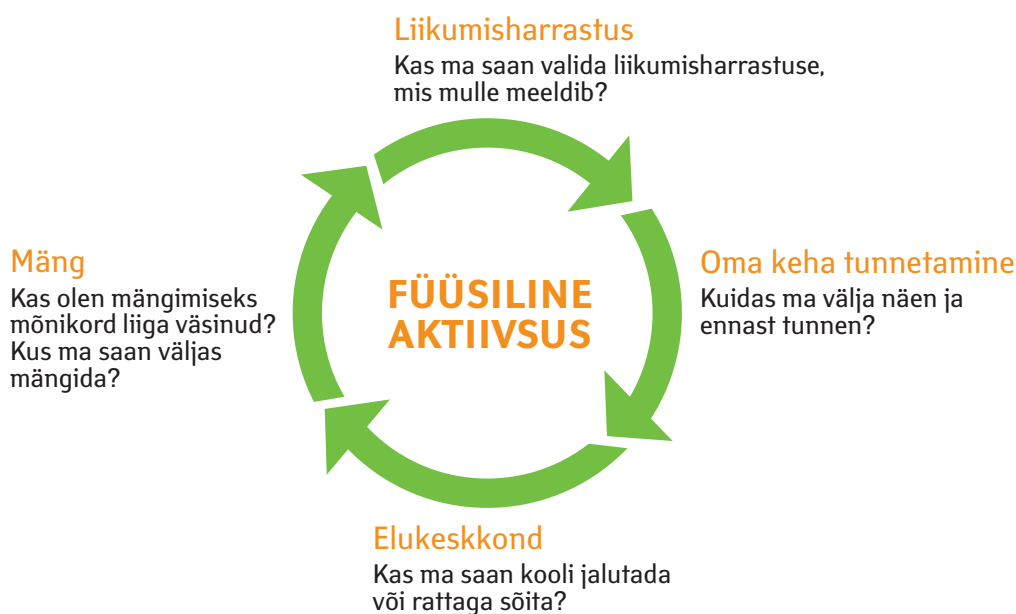 Liikumisharrastus
Kas ma saan valida liikumisharrastuse,
mis mulle meeldib?
Oma keha tunnetamine
Kuidas ma välja näen ja
ennast tunnen?
Elukeskkond
Kas ma saan kooli jalutada
või rattaga sõita?
Mäng
Kas olen mängimiseks
mõnikord liiga väsinud?
Kus ma saan väljas
mängida?
FÜÜSILINE
AKTIIVSUS